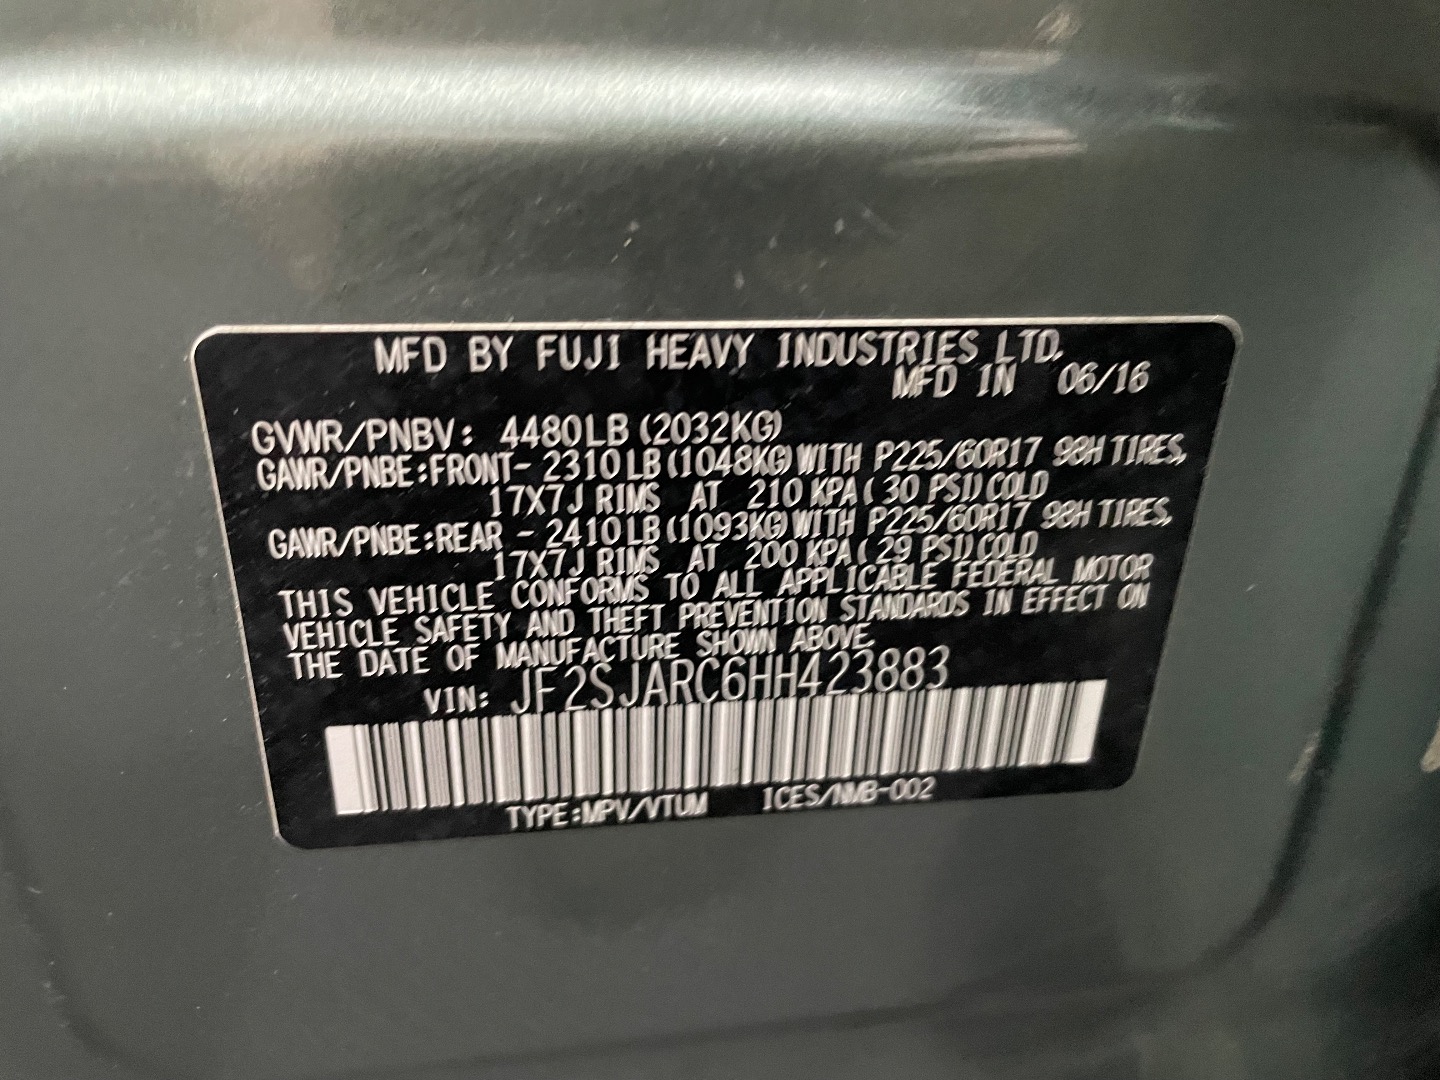 MFD BY FUJI HEAVY INDUSTRIES LTD.
MFD IN 06/16
GVWR/PNBV: 4480LB (2032KG)
GAWR/PNBE:FRONT- 2310LB (1048KG) WITH P225/60R17 98H TIRES,
17X7J RIMS AT 210 KPA ( 30 PSI) COLD
GAWR/PNBE:REAR - 2410LB (1093KG) WITH P225/60R17 98H TIRES,
17X7J RIMS AT 200 KPA ( 29 PSI) COLD
THIS VEHICLE CONFORMS TO ALL APPLICABLE FEDERAL MOTOR
VEHICLE SAFETY AND THEFT PREVENTION STANDARDS IN EFFECT ON
THE DATE OF MANUFACTURE SHOWN ABOVE.
VIN: JF2SJARC6HH423883
TYPE:MPV/VTUM ICES/NMB-002